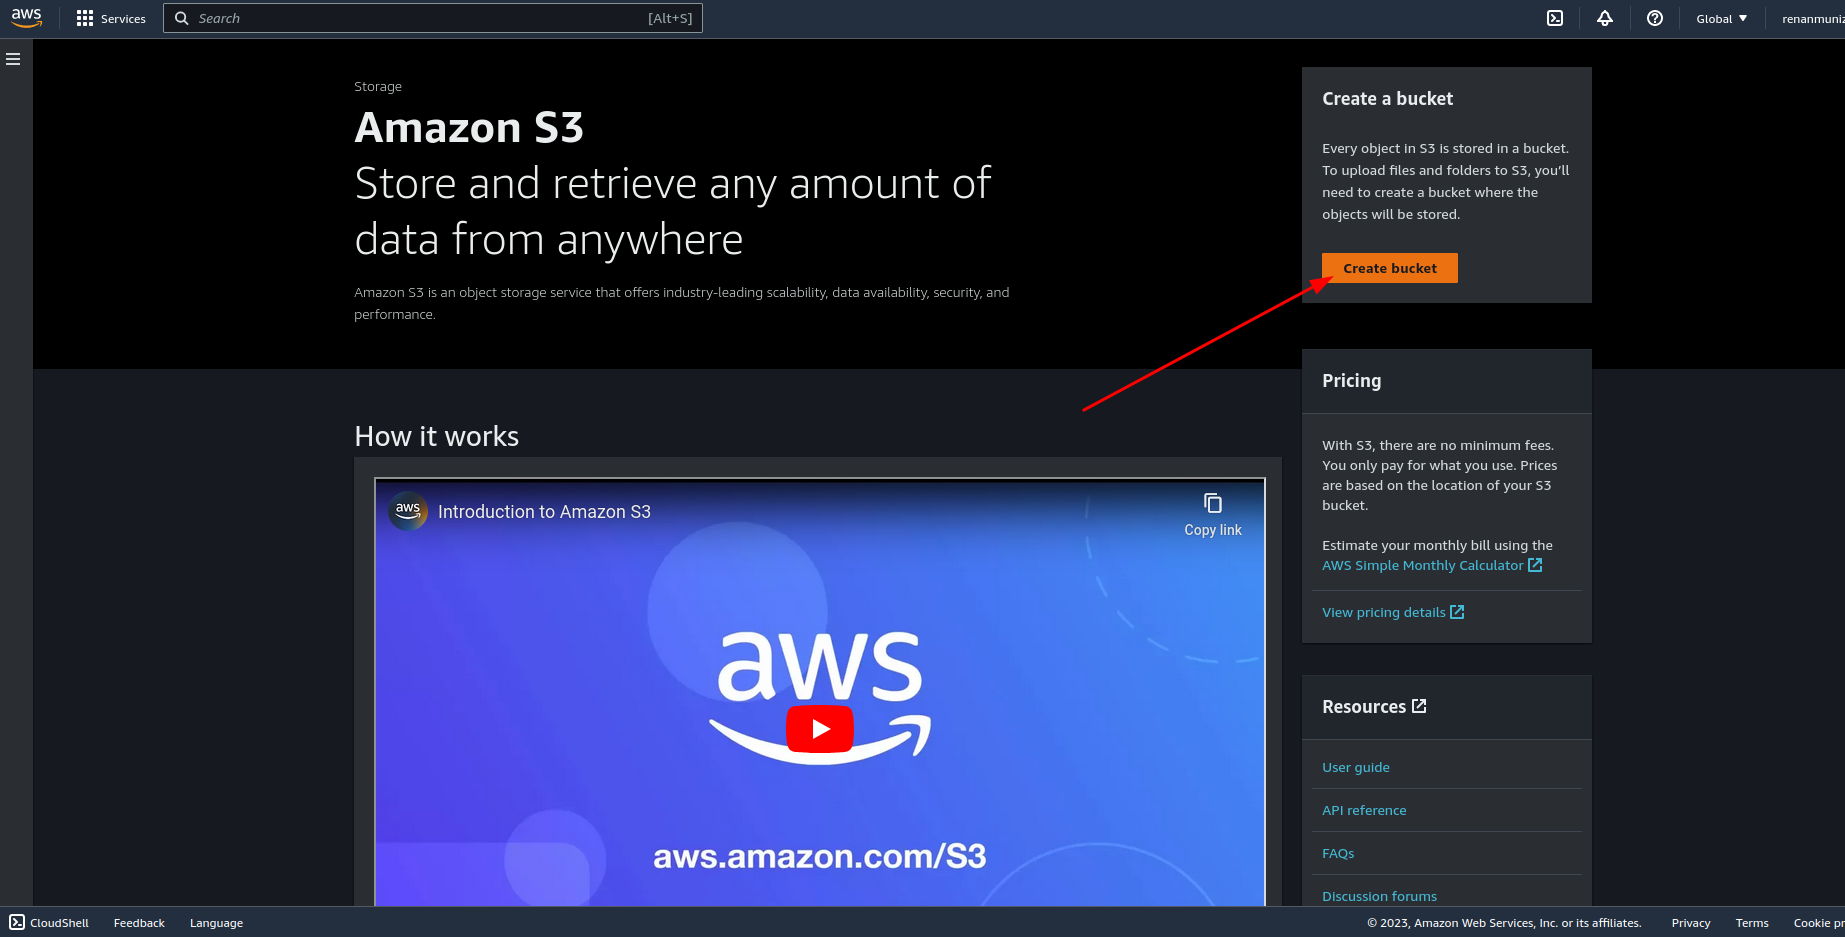 aws
Services
Search
[Alt+S]
Global
Storage
Amazon S3
Store and retrieve any amount of
data from anywhere
Amazon S3 is an object storage service that offers industry-leading scalability, data availability, security, and
performance.
Create a bucket
Every object in S3 is stored in a bucket.
To upload files and folders to S3, you'll
need to create a bucket where the
objects will be stored.
Create bucket
How it works
aws
Introduction to Amazon S3
Copy link
aws
aws.amazon.com/S3
Pricing
With S3, there are no minimum fees.
You only pay for what you use. Prices
are based on the location of your S3
bucket.
Estimate your monthly bill using the
AWS Simple Monthly Calculator
View pricing details
Resources
User guide
API reference
FAQs
Discussion forums
CloudShell
Feedback
Language
© 2023, Amazon Web Services, Inc. or its affiliates.
Privacy
Terms
Cookie